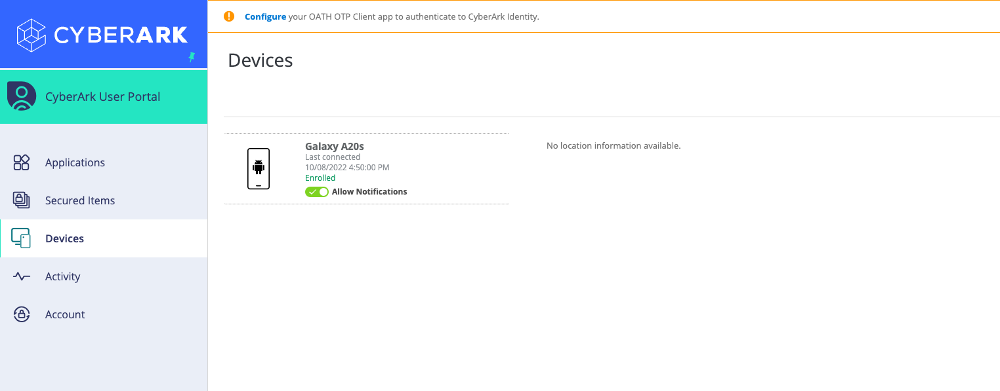 CYBERARK
CyberArk User Portal
Applications
Secured Items
Devices
Activity
Account
Configure your OATH OTP Client app to authenticate to CyberArk Identity.
Devices
Galaxy A20s
Last connected
10/08/2022 4:50:00 PM
Enrolled
Allow Notifications
No location information available.